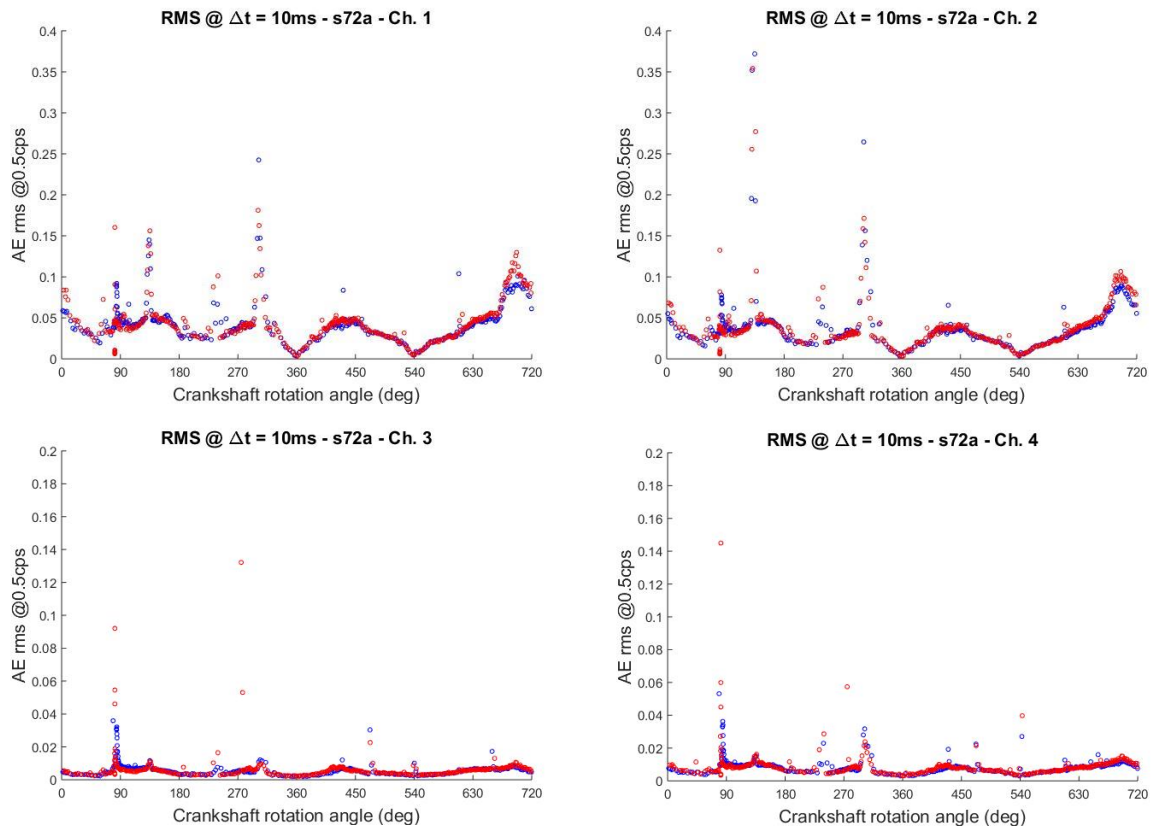 RMS @ Δt = 10ms - s72a - Ch. 1
0.4
0.35
0.3
0.25
0.2
0.15
0.1
0.05
0
AE rms @0.5cps
0 90 180 270 360 450 540 630 720
Crankshaft rotation angle (deg)
RMS @ Δt = 10ms - s72a - Ch. 2
0.4
0.35
0.3
0.25
0.2
0.15
0.1
0.05
0
AE rms @0.5cps
0 90 180 270 360 450 540 630 720
Crankshaft rotation angle (deg)
RMS @ Δt = 10ms - s72a - Ch. 3
0.2
0.18
0.16
0.14
0.12
0.1
0.08
0.06
0.04
0.02
0
AE rms @0.5cps
0 90 180 270 360 450 540 630 720
Crankshaft rotation angle (deg)
RMS @ Δt = 10ms - s72a - Ch. 4
0.2
0.18
0.16
0.14
0.12
0.1
0.08
0.06
0.04
0.02
0
AE rms @0.5cps
0 90 180 270 360 450 540 630 720
Crankshaft rotation angle (deg)